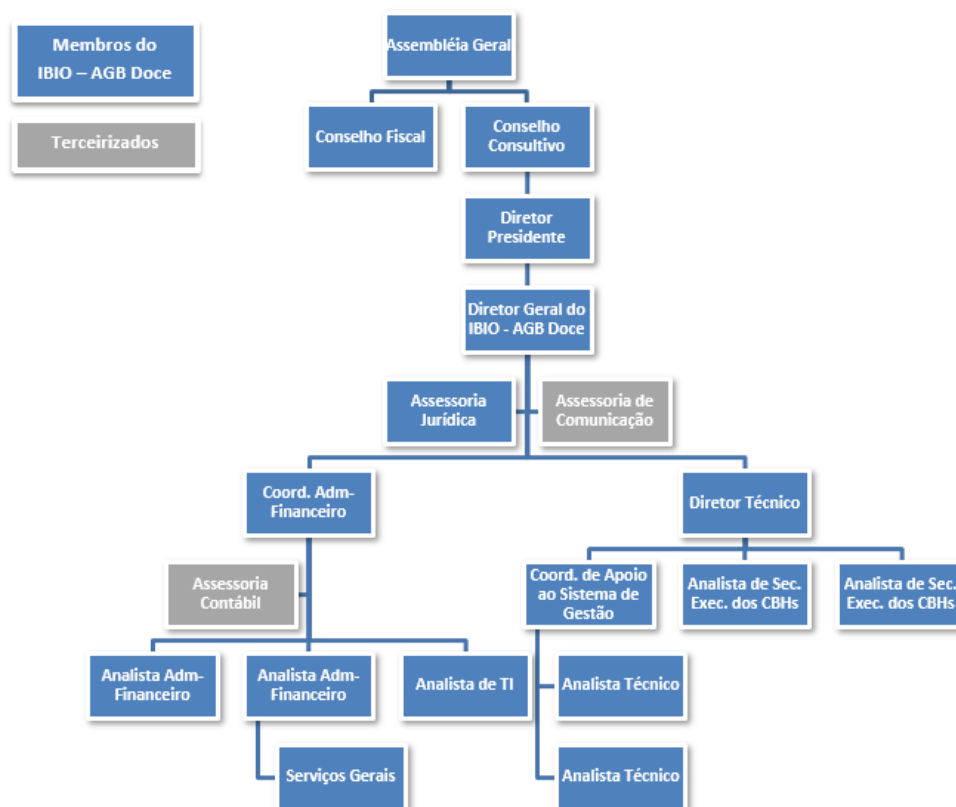 Membros do
IBIO – AGB Doce
Terceirizados
Assembléia Geral
Conselho Fiscal
Conselho
Consultivo
Diretor
Presidente
Diretor Geral do
IBIO - AGB Doce
Assessoria
Jurídica
Assessoria de
Comunicação
Coord. Adm-
Financeiro
Diretor Técnico
Assessoria
Contábil
Coord. de Apoio
ao Sistema de
Gestão
Analista de Sec.
Exec. dos CBHs
Analista de Sec.
Exec. dos CBHs
Analista Adm-
Financeiro
Analista Adm-
Financeiro
Analista de TI
Analista Técnico
Serviços Gerais
Analista Técnico